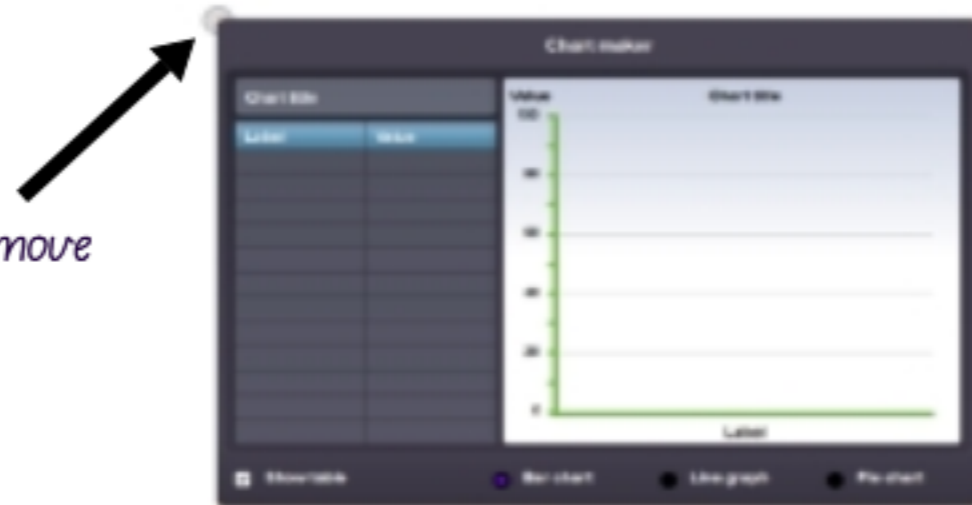 Chart maker
move
Chart title
Label Value
Value
Chart title
100
80
60
40
20
0
Label
Show table
Bar chart
Line graph
Pie chart